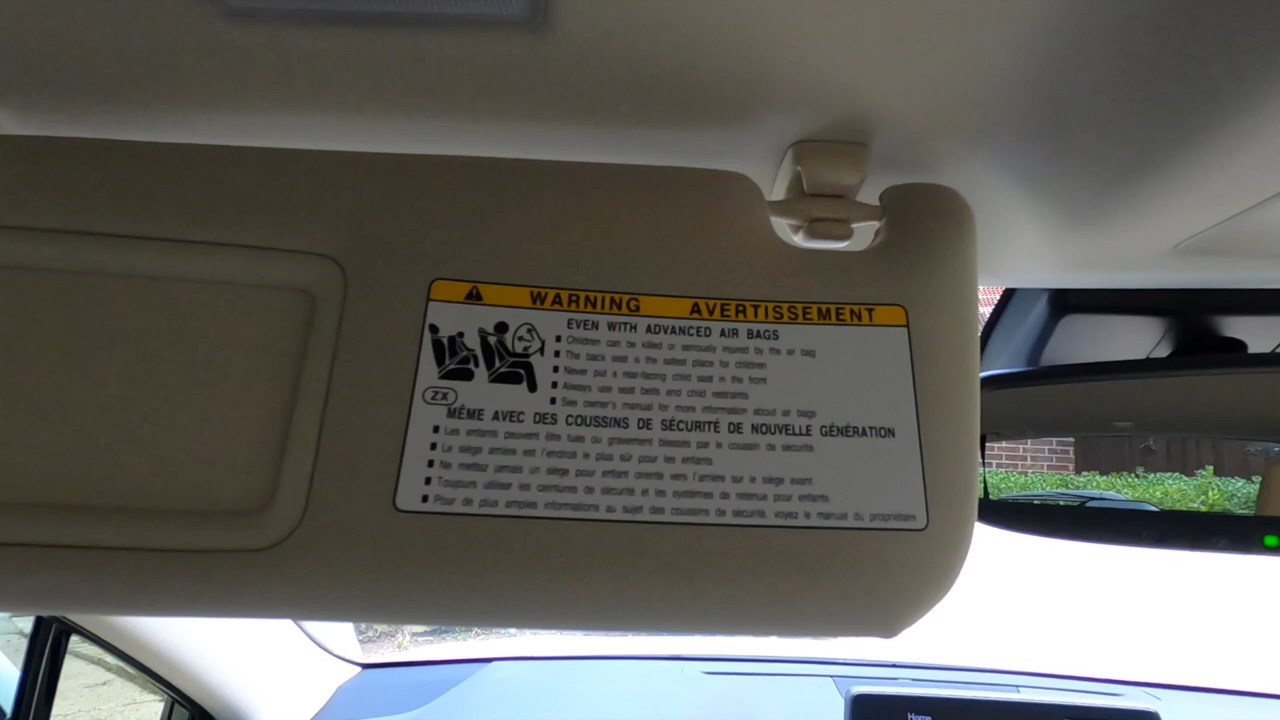 WARNING AVERTISSEMENT
EVEN WITH ADVANCED AIR BAGS
Children can be killed or seriously injured by the air bag
The back seat is the safest place for children
Never put a rear-facing child seat in the front
Always use seat belts and child restraints
See owner's manual for more information about air bags
ZX
MÊME AVEC DES COUSSINS DE SÉCURITÉ DE NOUVELLE GÉNÉRATION
Les enfants peuvent être tués ou gravement blessés par le coussin de sécurité.
Le siège arrière est l'endroit le plus sûr pour les enfants.
Ne mettez jamais un siège pour enfant orienté vers l'arrière sur le siège avant.
Toujours utiliser les ceintures de sécurité et les systèmes de retenue pour enfants.
Pour de plus amples informations au sujet des coussins de sécurité, voyez le manuel du propriétaire.
Home